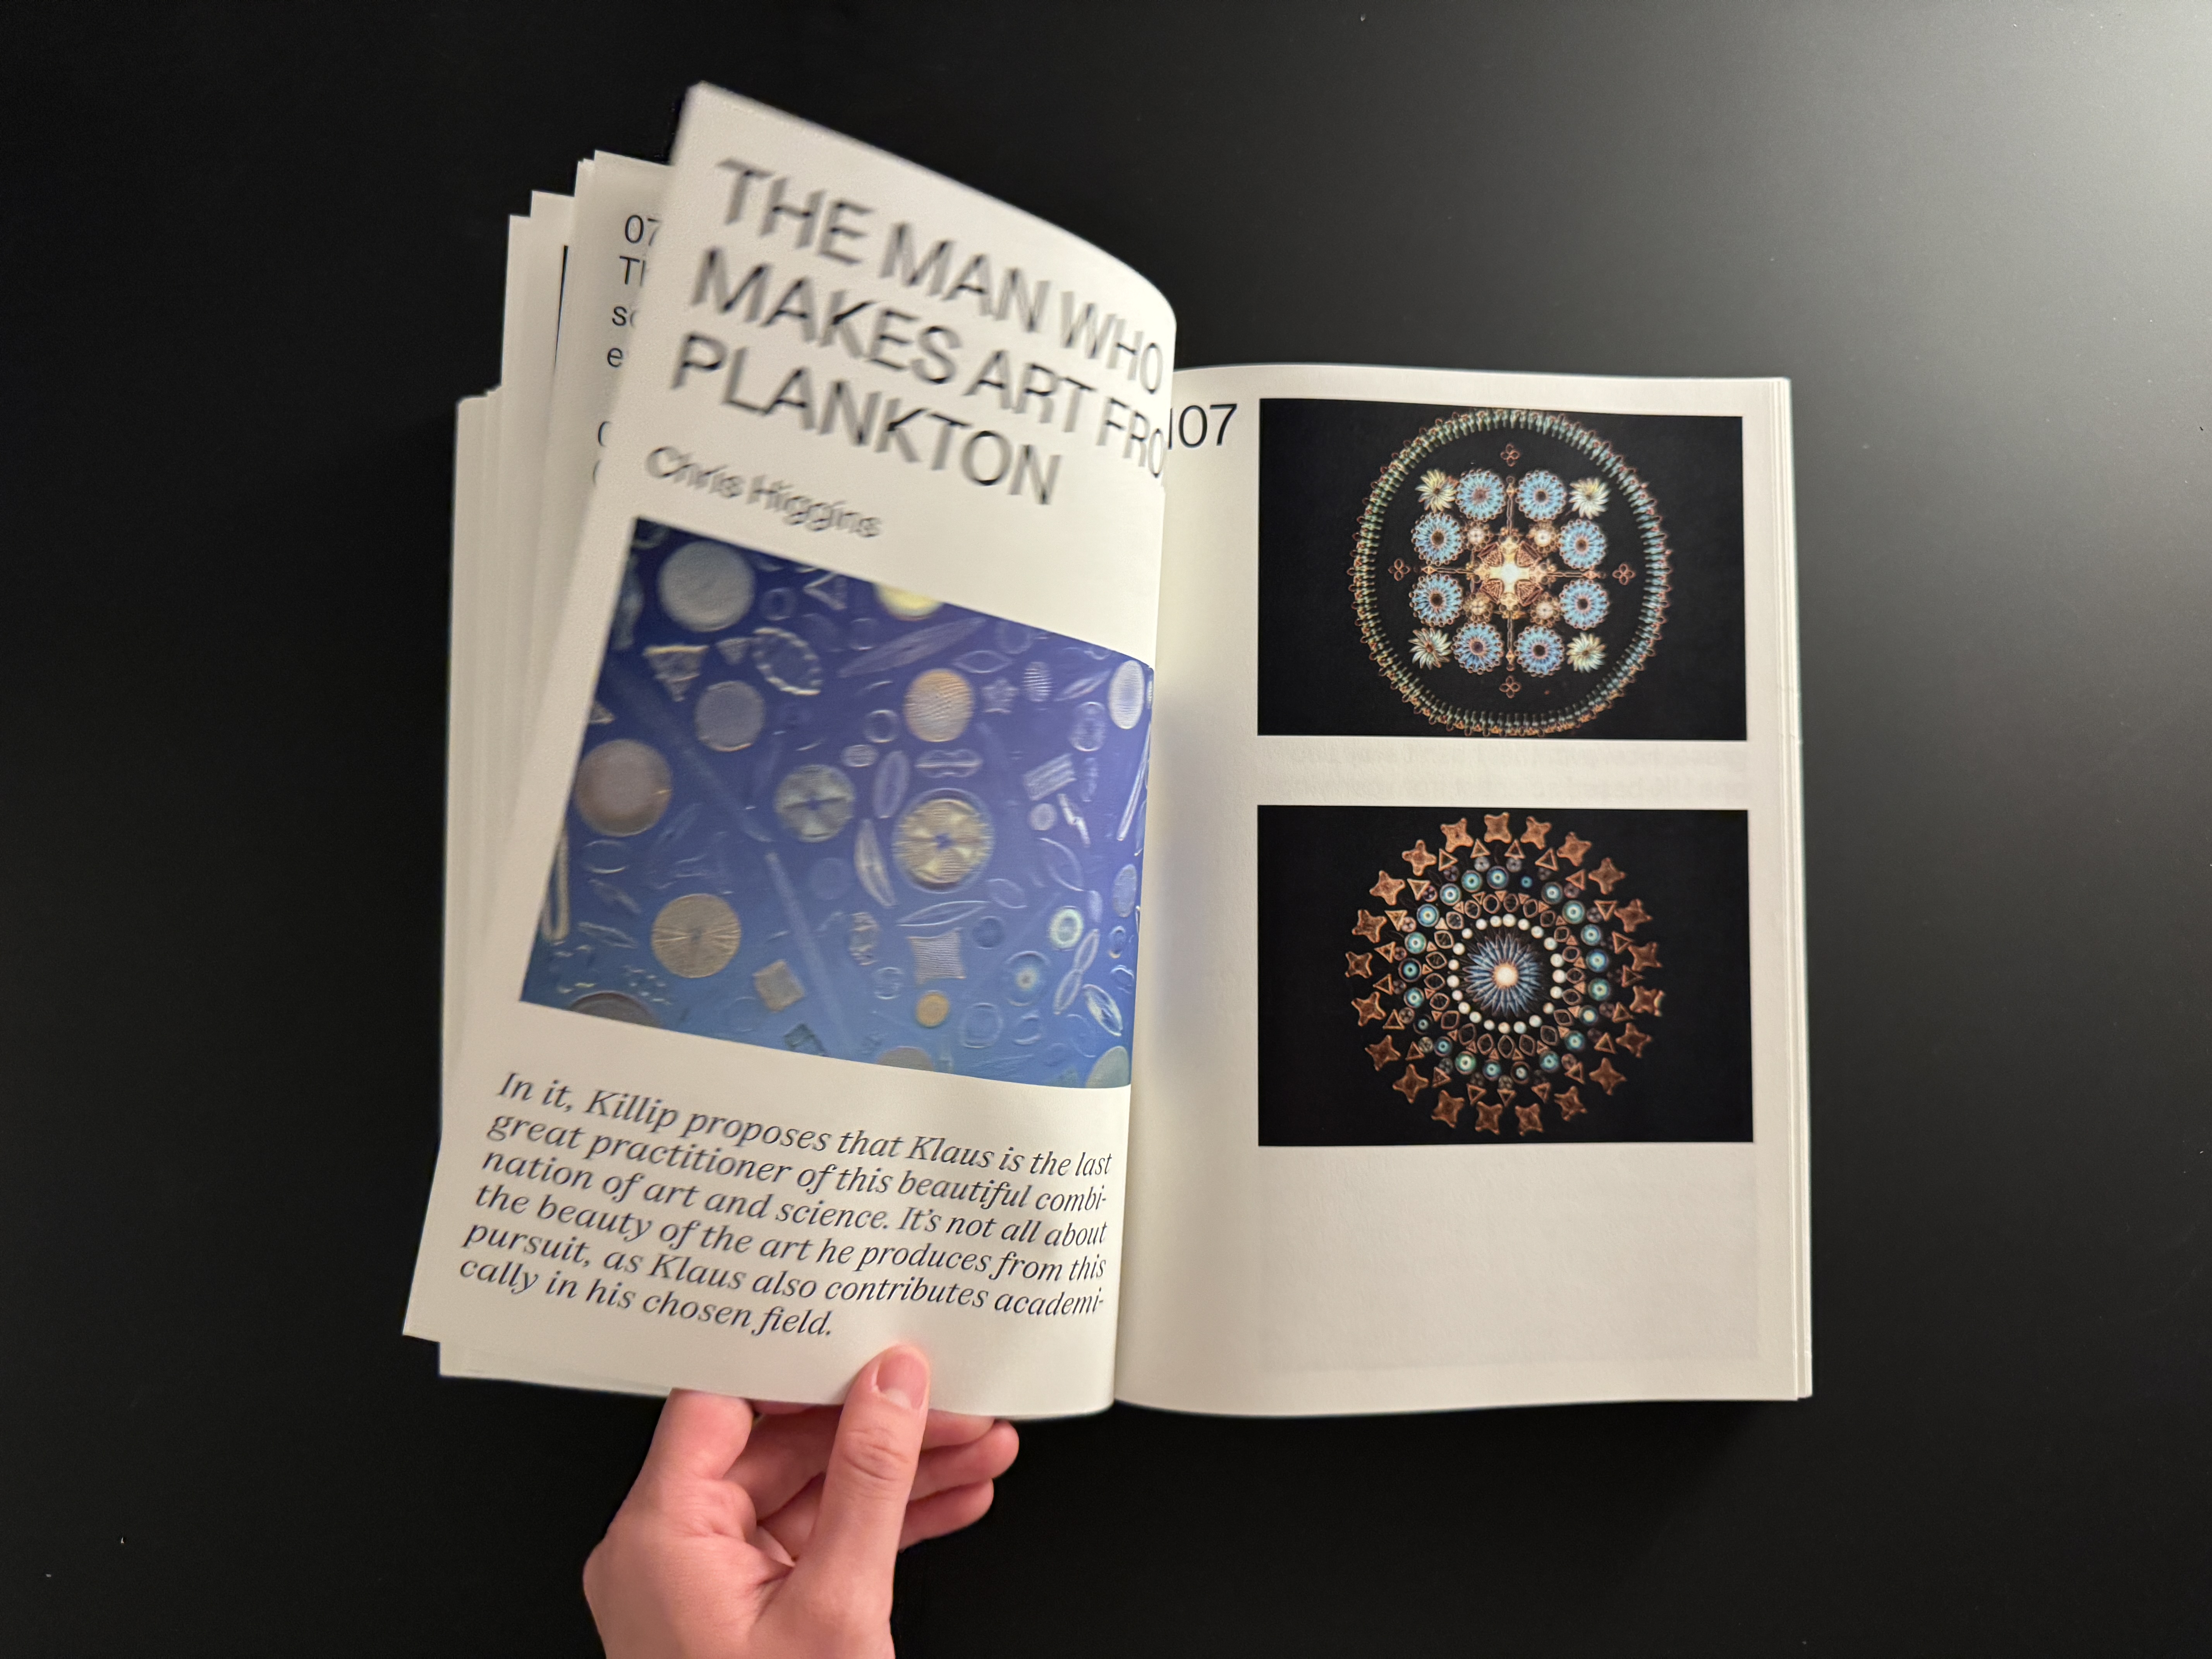 07
THE MAN WHO
MAKES ART FRO
PLANKTON
Chris Higgins
In it, Killip proposes that Klaus is the last
great practitioner of this beautiful combi-
nation of art and science. It's not all about
the beauty of the art he produces from this
pursuit, as Klaus also contributes academi-
cally in his chosen field.
107